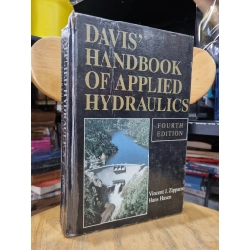 DAVIS'
HANDBOOK
OF APPLIED
HYDRAULICS
FOURTH
EDITION
Vincent J. Zipparro
Hans Hasen